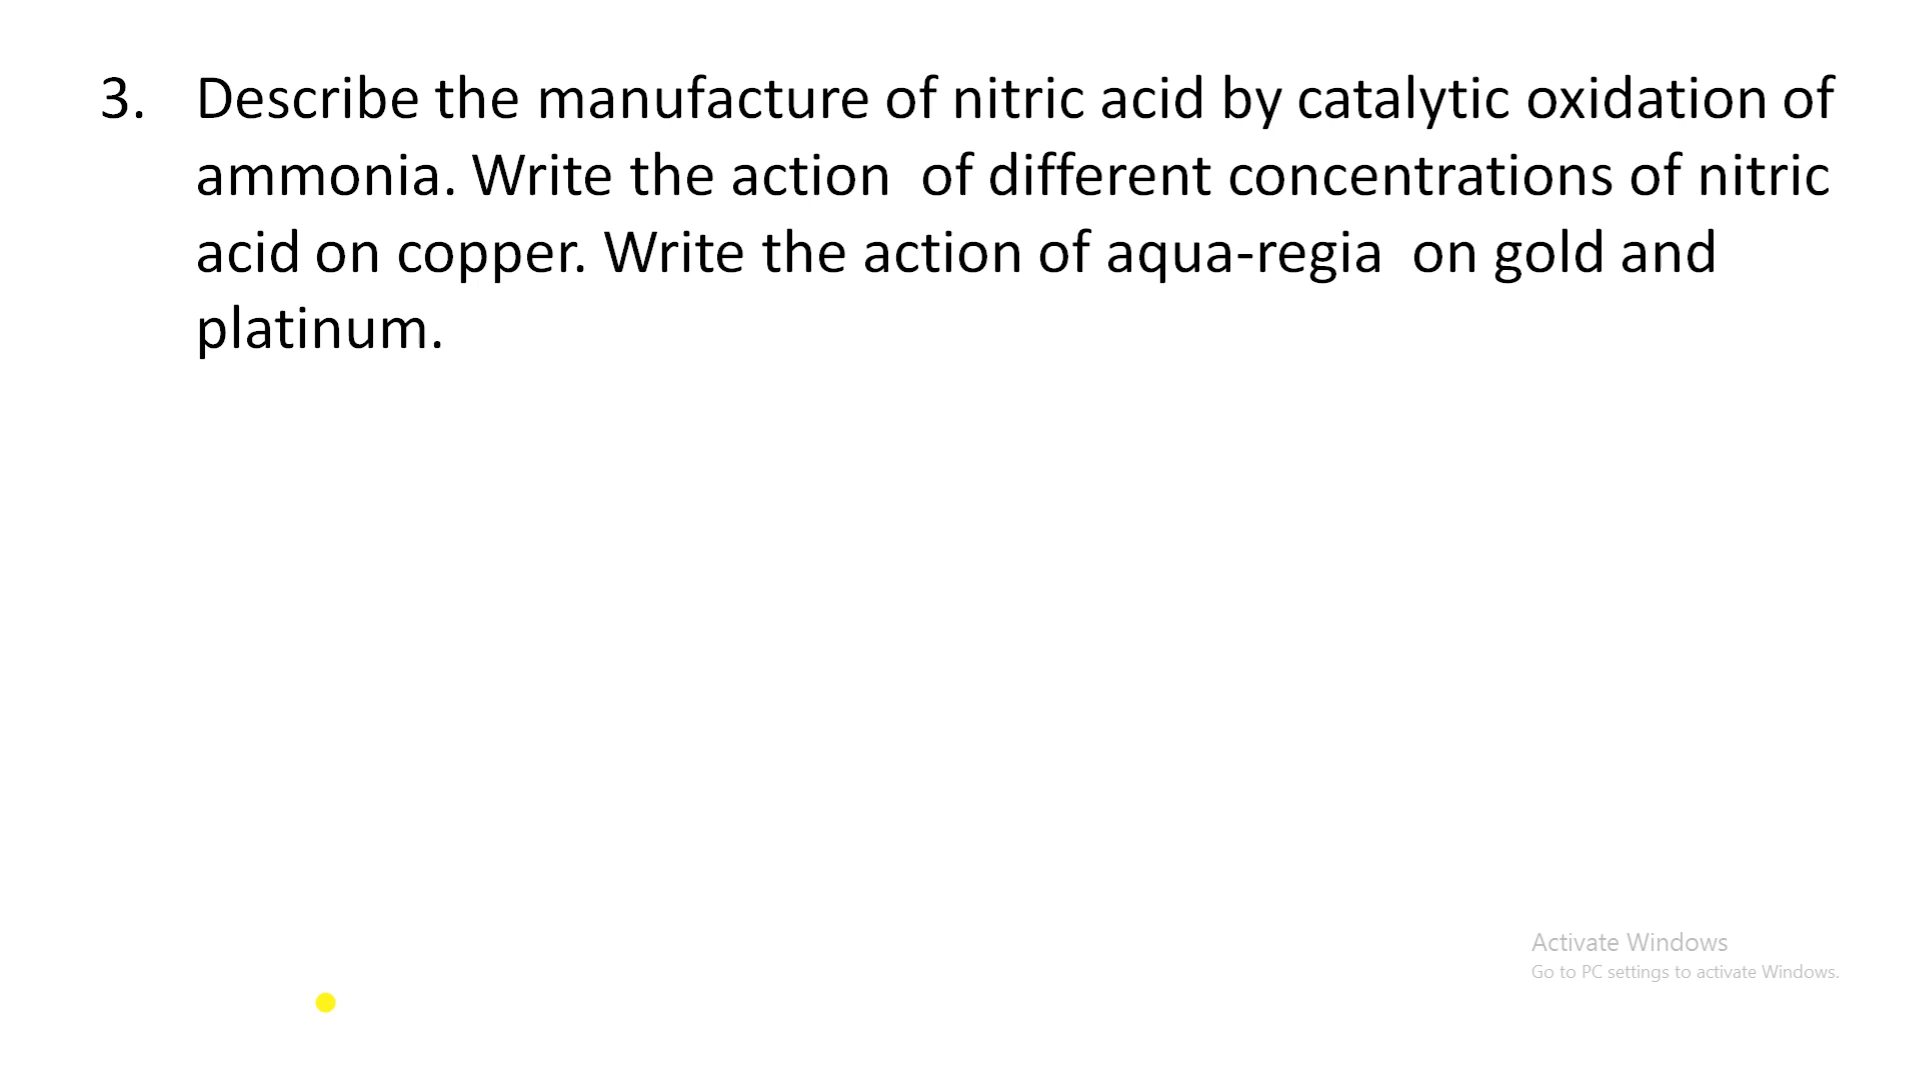 3. Describe the manufacture of nitric acid by catalytic oxidation of
ammonia. Write the action of different concentrations of nitric
acid on copper. Write the action of aqua-regia on gold and
platinum.
Activate Windows
Go to PC settings to activate Windows.